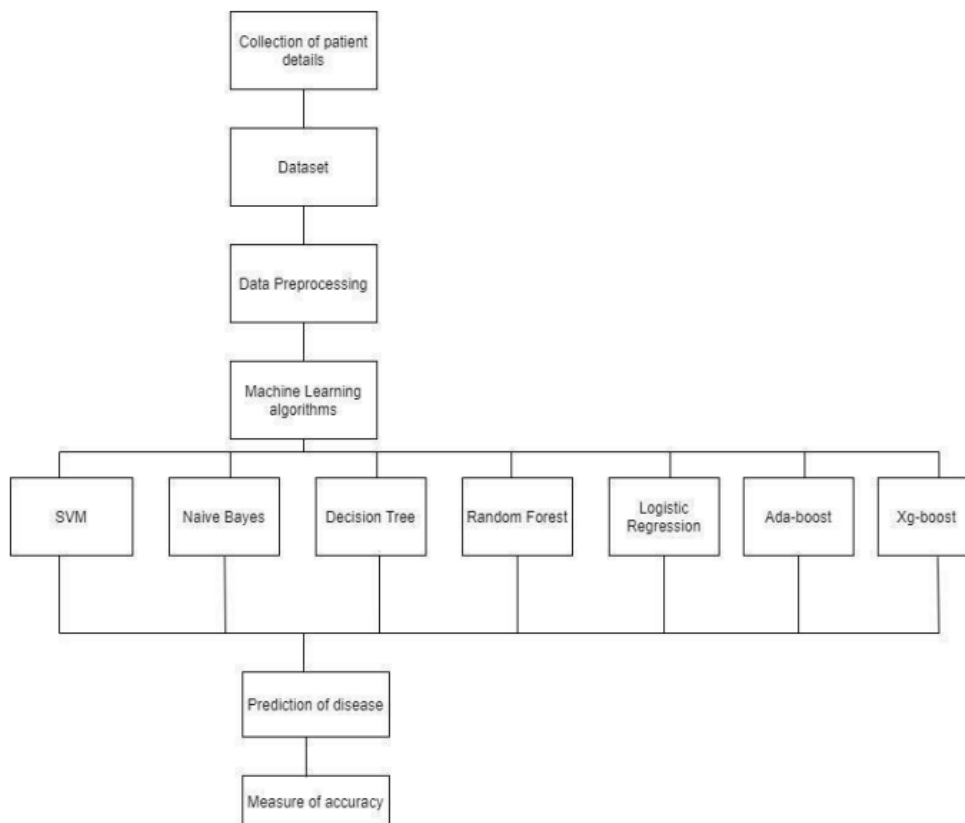 Collection of patient
details
Dataset
Data Preprocessing
Machine Learning
algorithms
SVM
Naive Bayes
Decision Tree
Random Forest
Logistic
Regression
Ada-boost
Xg-boost
Prediction of disease
Measure of accuracy